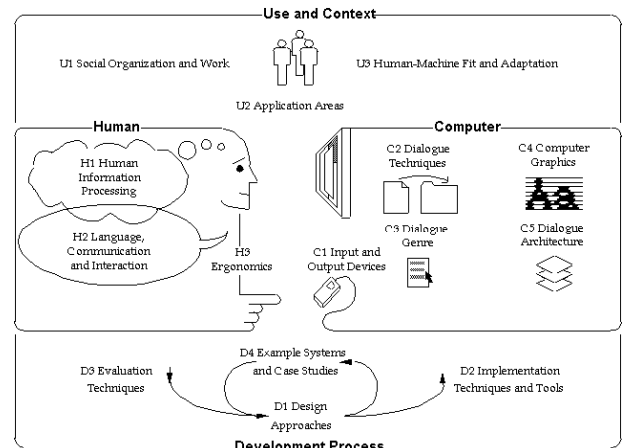 Use and Context
U1 Social Organization and Work
U3 Human-Machine Fit and Adaptation
U2 Application Areas
Human
H1 Human
Information
Processing
H2 Language,
Communication
and Interaction
H3
Ergonomics
Computer
C2 Dialogue
Techniques
C4 Computer
Graphics
Aa
C3 Dialogue
Genre
C5 Dialogue
Architecture
C1 Input and
Output Devices
D4 Example Systems
and Case Studies
D3 Evaluation
Techniques
D2 Implementation
Techniques and Tools
D1 Design
Approaches
Development Process